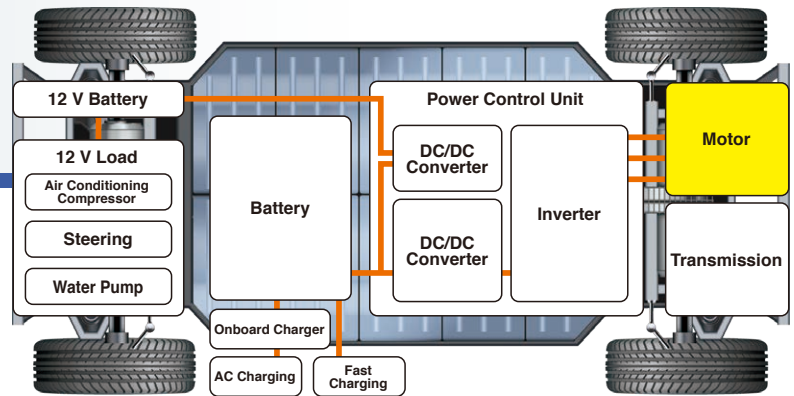 12 V Battery
12 V Load
Air Conditioning
Compressor
Steering
Water Pump
Battery
Onboard Charger
AC Charging
Fast
Charging
Power Control Unit
DC/DC
Converter
DC/DC
Converter
Inverter
Motor
Transmission